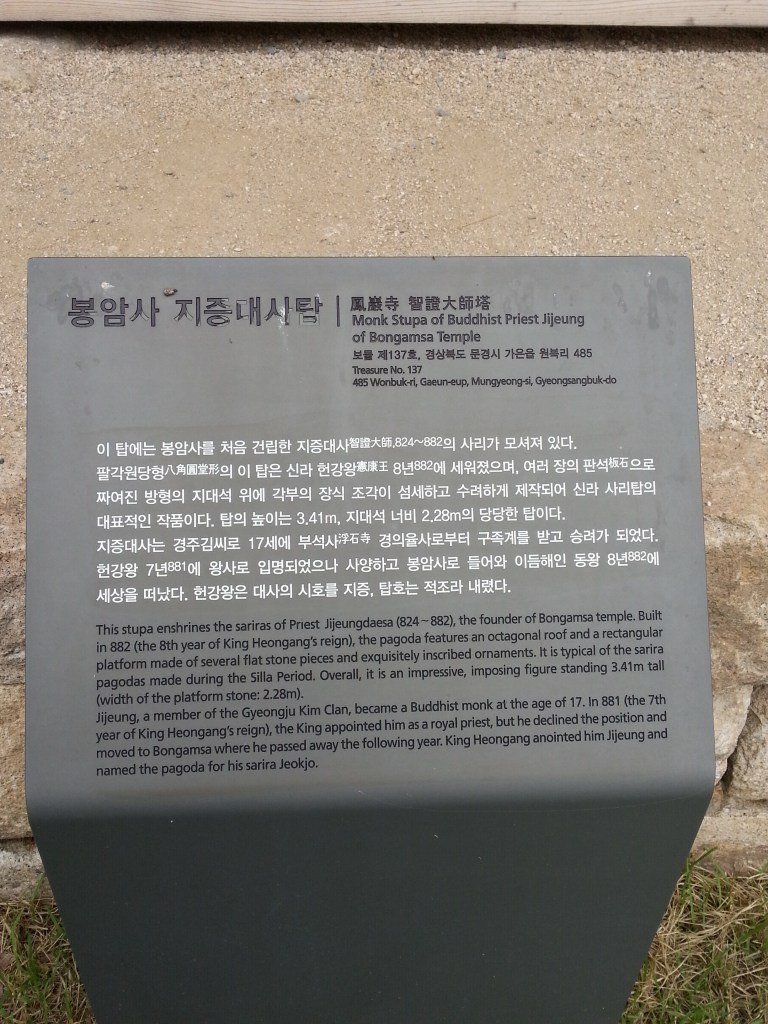 봉암사 지증대사탑
鳳巖寺 智證大師塔
Monk Stupa of Buddhist Priest Jijeung
of Bongamsa Temple
보물 제137호, 경상북도 문경시 가은읍 원북리 485
Treasure No. 137
485 Wonbuk-ri, Gaeun-eup, Mungyeong-si, Gyeongsangbuk-do
이 탑에는 봉암사를 처음 건립한 지증대사智證大師,824~882의 사리가 모셔져 있다.
팔각원당형八角圓堂形의 이 탑은 신라 헌강왕憲康王 8년882에 세워졌으며, 여러 장의 판석板石으로
짜여진 방형의 지대석 위에 각부의 장식 조각이 섬세하고 수려하게 제작되어 신라 사리탑의
대표적인 작품이다. 탑의 높이는 3.41m, 지대석 너비 2.28m의 당당한 탑이다.
지증대사는 경주김씨로 17세에 부석사浮石寺 경의율사로부터 구족계를 받고 승려가 되었다.
헌강왕 7년881에 왕사로 임명되었으나 사양하고 봉암사로 들어와 이듬해인 동왕 8년882에
세상을 떠났다. 헌강왕은 대사의 시호를 지증, 탑호는 적조라 내렸다.
This stupa enshrines the sariras of Priest Jijeungdaesa (824~882), the founder of Bongamsa temple. Built
in 882 (the 8th year of King Heongang's reign), the pagoda features an octagonal roof and a rectangular
platform made of several flat stone pieces and exquisitely inscribed ornaments. It is typical of the sarira
pagodas made during the Silla Period. Overall, it is an impressive, imposing figure standing 3.41m tall
(width of the platform stone: 2.28m).
Jijeung, a member of the Gyeongju Kim Clan, became a Buddhist monk at the age of 17. In 881 (the 7th
year of King Heongang's reign), the King appointed him as a royal priest, but he declined the position and
moved to Bongamsa where he passed away the following year. King Heongang anointed him Jijeung and
named the pagoda for his sarira Jeokjo.